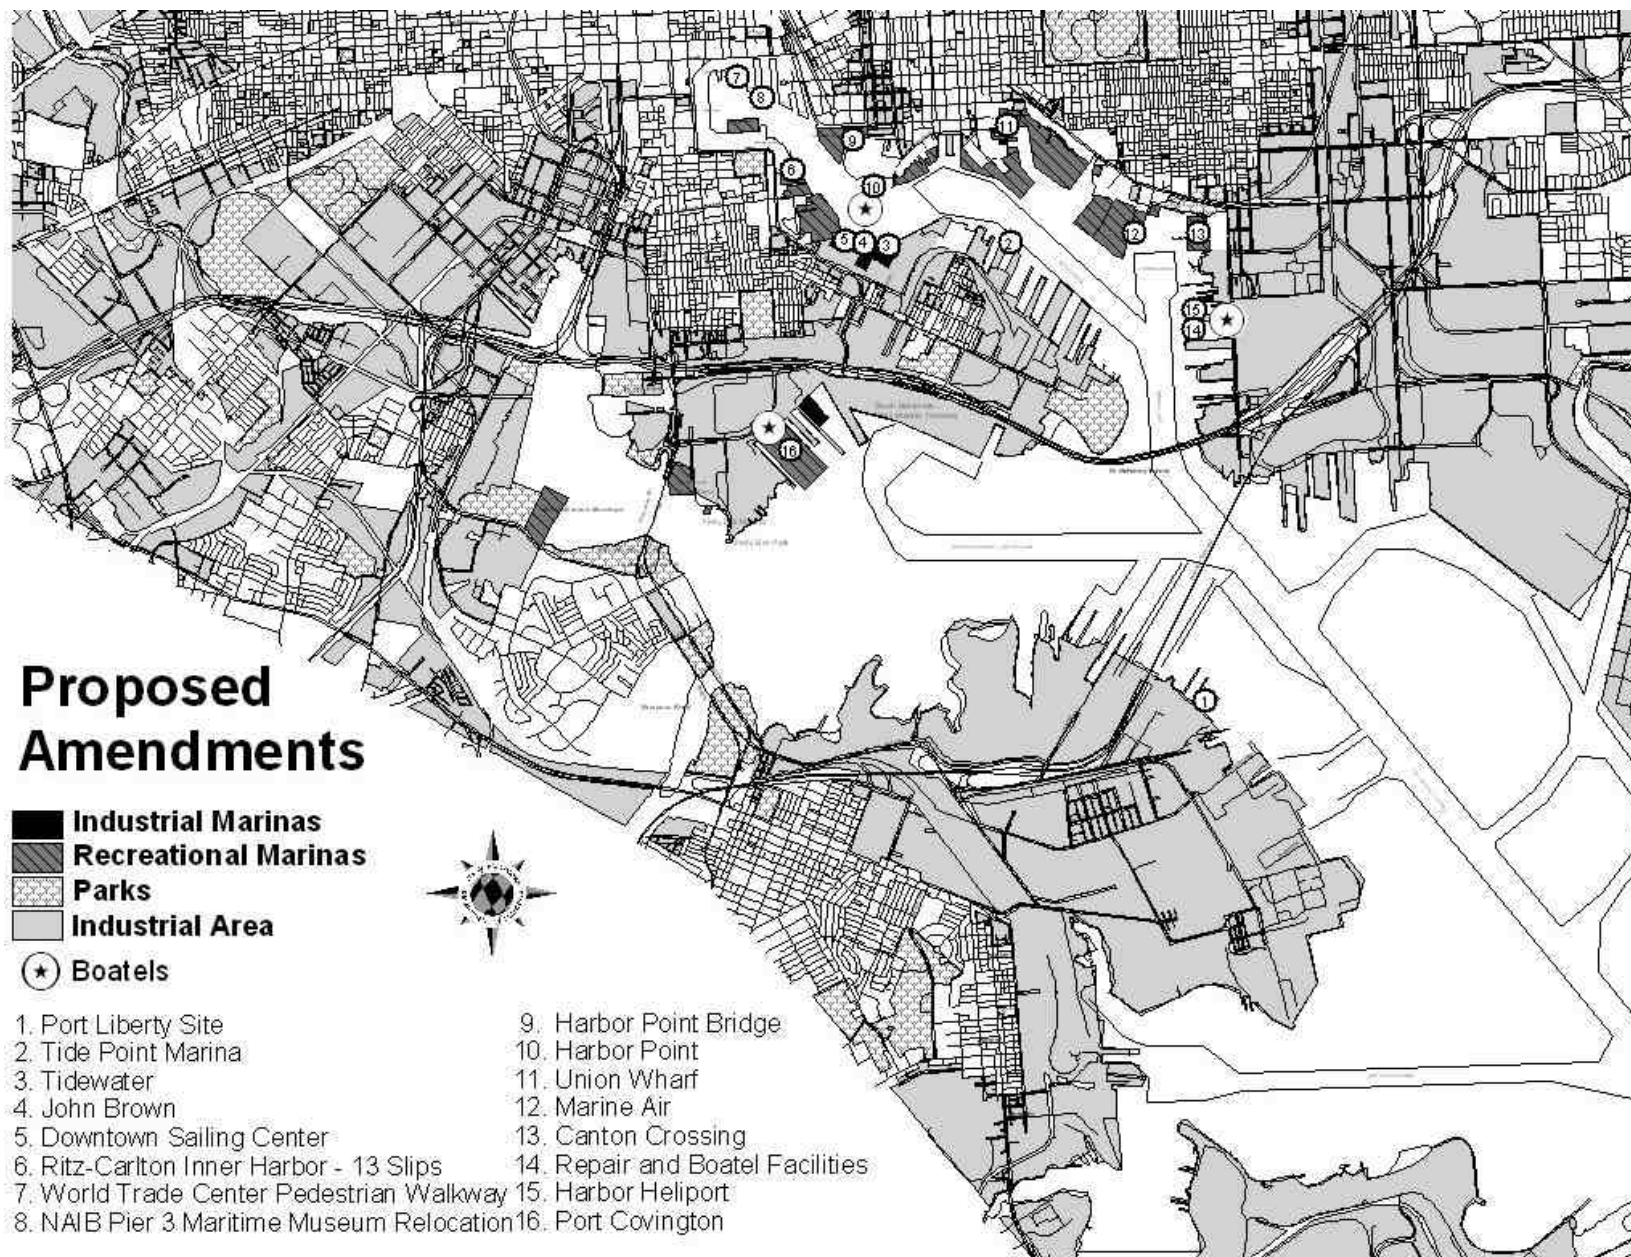 7
8
9
11
6
10
5
4
3
2
12
13
15
14
16
1
Proposed
Amendments
Industrial Marinas
Recreational Marinas
Parks
Industrial Area
Boatels
1. Port Liberty Site
2. Tide Point Marina
3. Tidewater
4. John Brown
5. Downtown Sailing Center
6. Ritz-Carlton Inner Harbor - 13 Slips
7. World Trade Center Pedestrian Walkway
8. NAIB Pier 3 Maritime Museum Relocation
9. Harbor Point Bridge
10. Harbor Point
11. Union Wharf
12. Marine Air
13. Canton Crossing
14. Repair and Boatel Facilities
15. Harbor Heliport
16. Port Covington